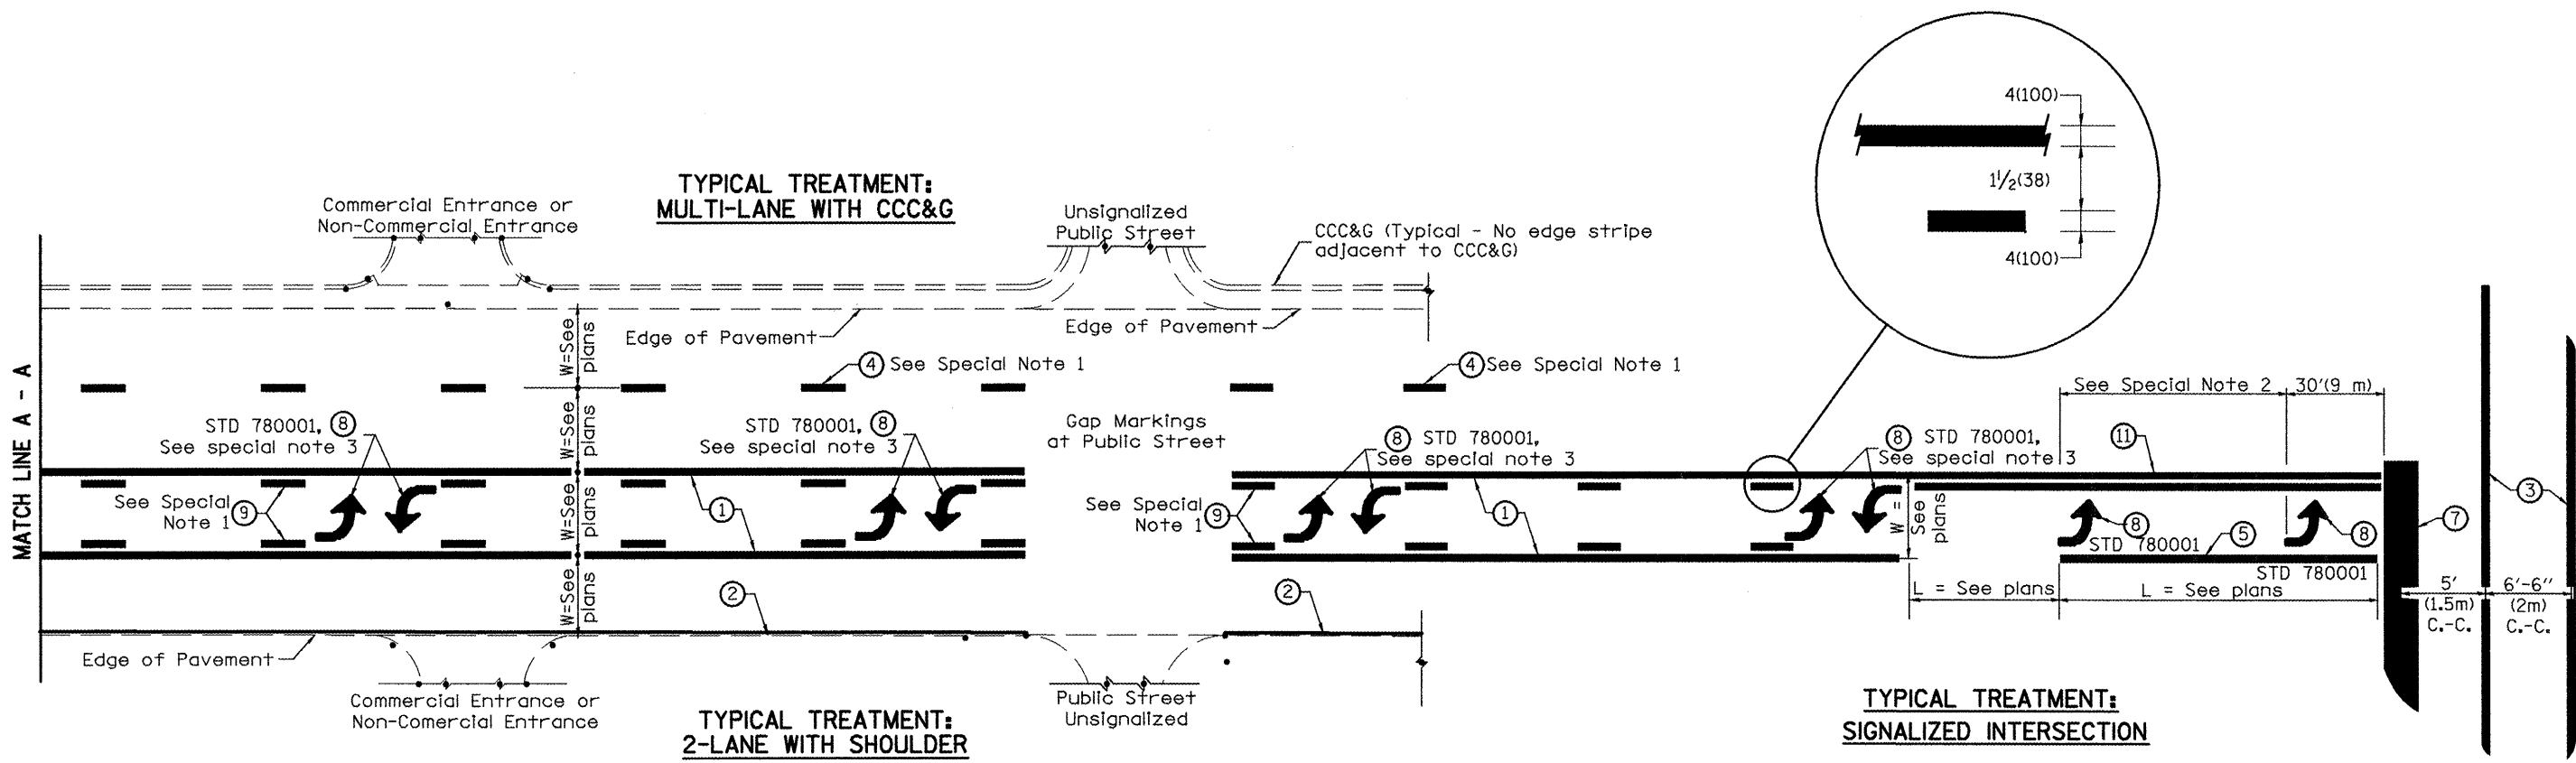 TYPICAL TREATMENT:
MULTI-LANE WITH CCC&G
Commercial Entrance or
Non-Commercial Entrance
Unsignalized
Public Street
CCC&G (Typical - No edge stripe
adjacent to CCC&G)
4(100)
1 1/2(38)
4(100)
Edge of Pavement
Edge of Pavement
MATCH LINE A - A
W=See
plans
W=See
plans
W=See
plans
W=See
plans
4 See Special Note 1
4 See Special Note 1
STD 780001, 8
See special note 3
STD 780001, 8
See special note 3
Gap Markings
at Public Street
8 STD 780001,
See special note 3
8 STD 780001,
See special note 3
See Special Note 2
30'(9 m)
11
See Special
Note 1 9
1
See Special
Note 1 9
1
W =
See
plans
8
STD 780001
5
8
STD 780001
7
3
L = See plans
L = See plans
5'
(1.5m)
C.-C.
6'-6"
(2m)
C.-C.
2
2
Edge of Pavement
Commercial Entrance or
Non-Comercial Entrance
Public Street
Unsignalized
TYPICAL TREATMENT:
2-LANE WITH SHOULDER
TYPICAL TREATMENT:
SIGNALIZED INTERSECTION